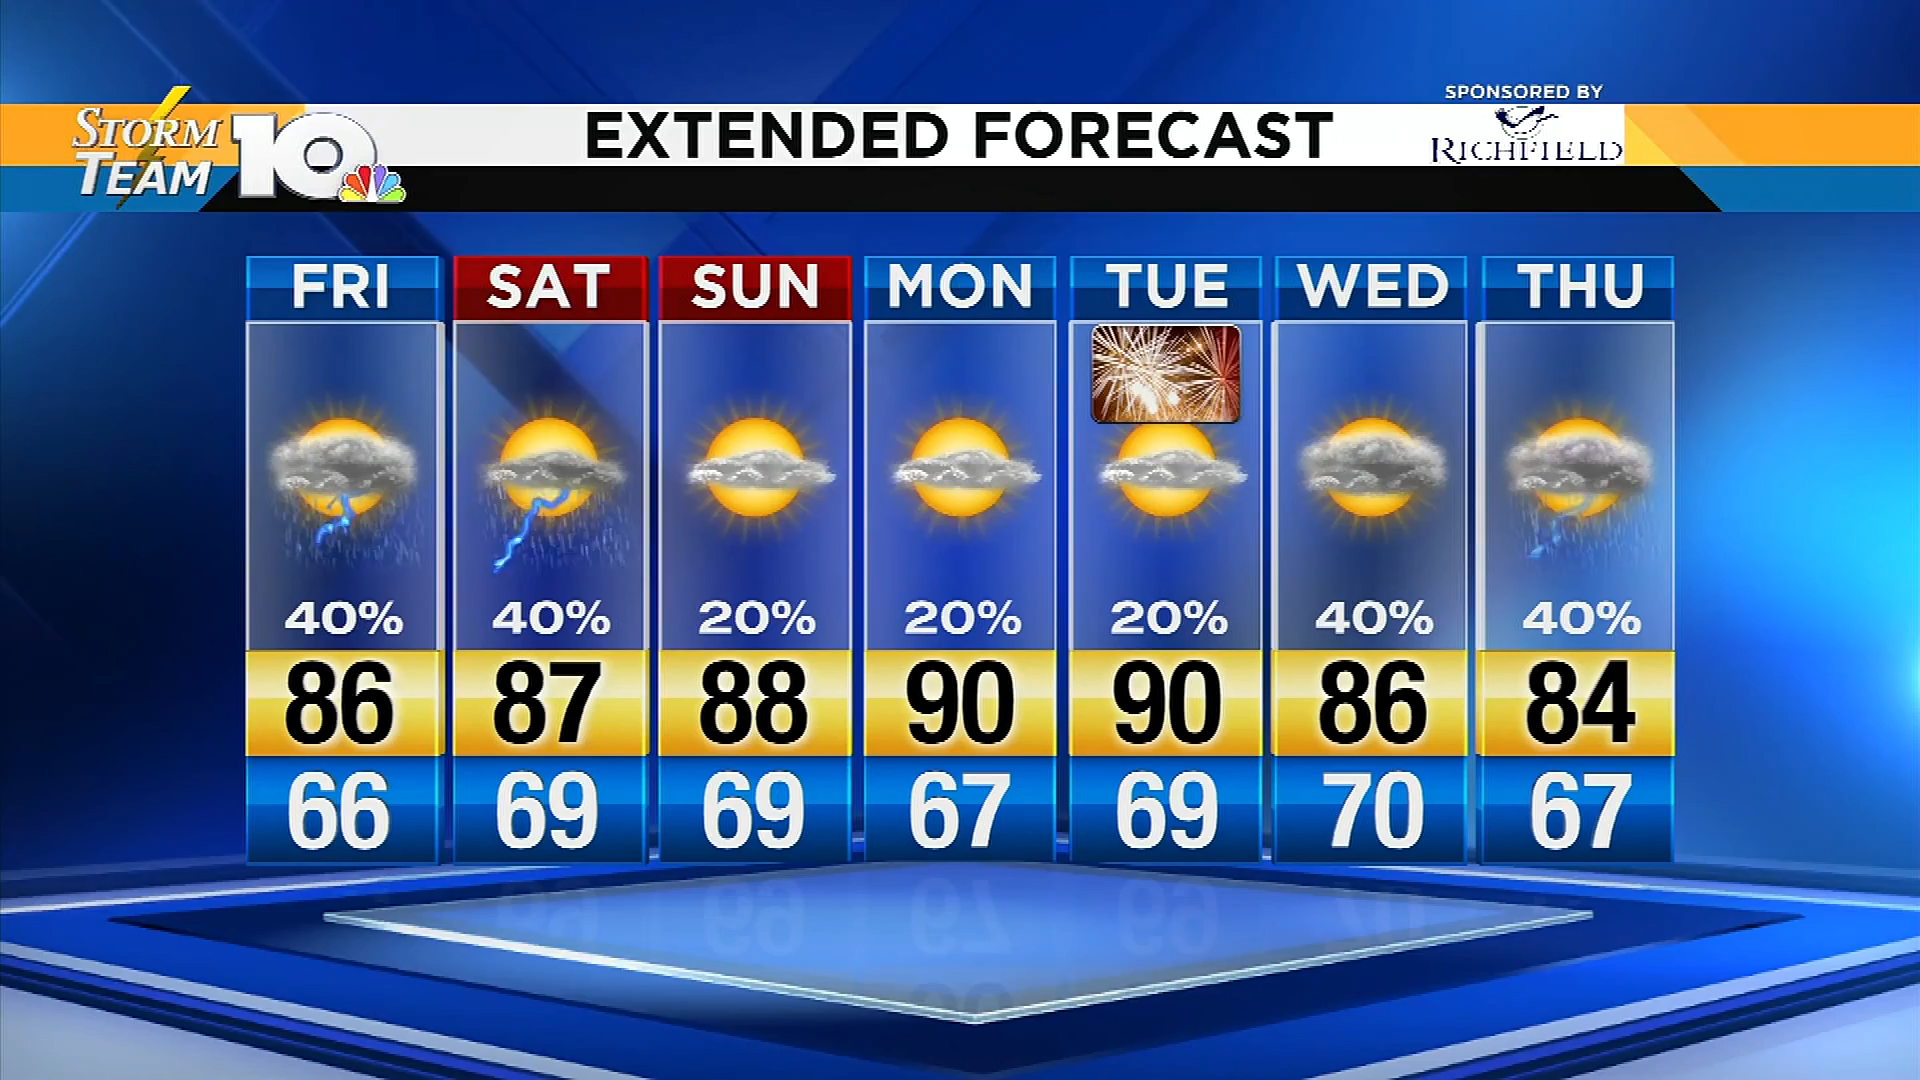 SPONSORED BY
STORM TEAM 10
EXTENDED FORECAST
RICHFIELD
FRI SAT SUN MON TUE WED THU
40% 40% 20% 20% 20% 40% 40%
86 87 88 90 90 86 84
66 69 69 67 69 70 67